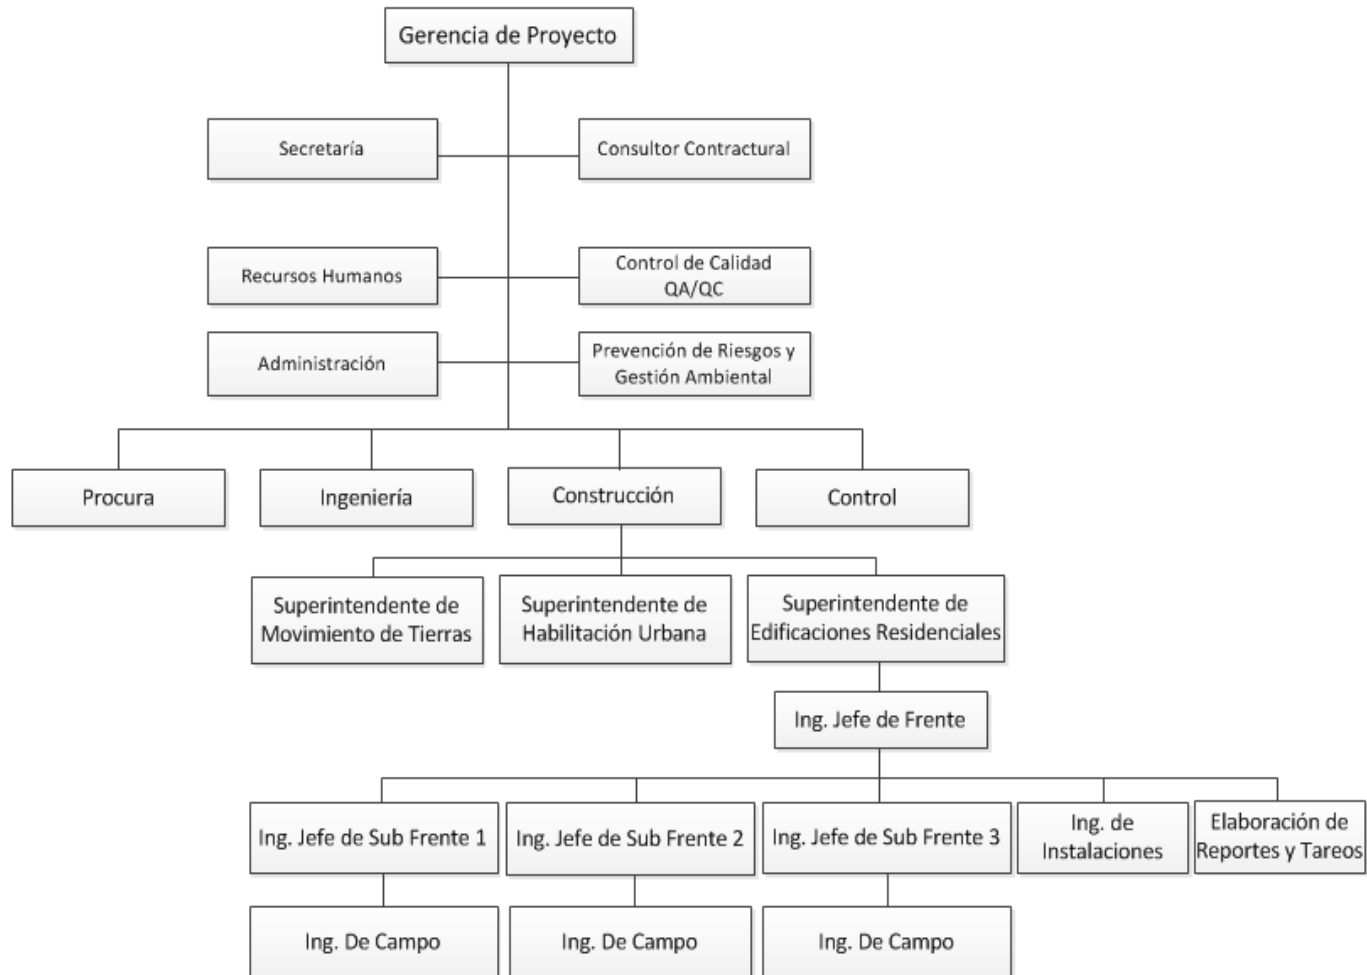 Gerencia de Proyecto
Secretaría
Consultor Contractural
Recursos Humanos
Control de Calidad
QA/QC
Administración
Prevención de Riesgos y
Gestión Ambiental
Procura
Ingeniería
Construcción
Control
Superintendente de
Movimiento de Tierras
Superintendente de
Habilitación Urbana
Superintendente de
Edificaciones Residenciales
Ing. Jefe de Frente
Ing. Jefe de Sub Frente 1
Ing. Jefe de Sub Frente 2
Ing. Jefe de Sub Frente 3
Ing. de
Instalaciones
Elaboración de
Reportes y Tareos
Ing. De Campo
Ing. De Campo
Ing. De Campo